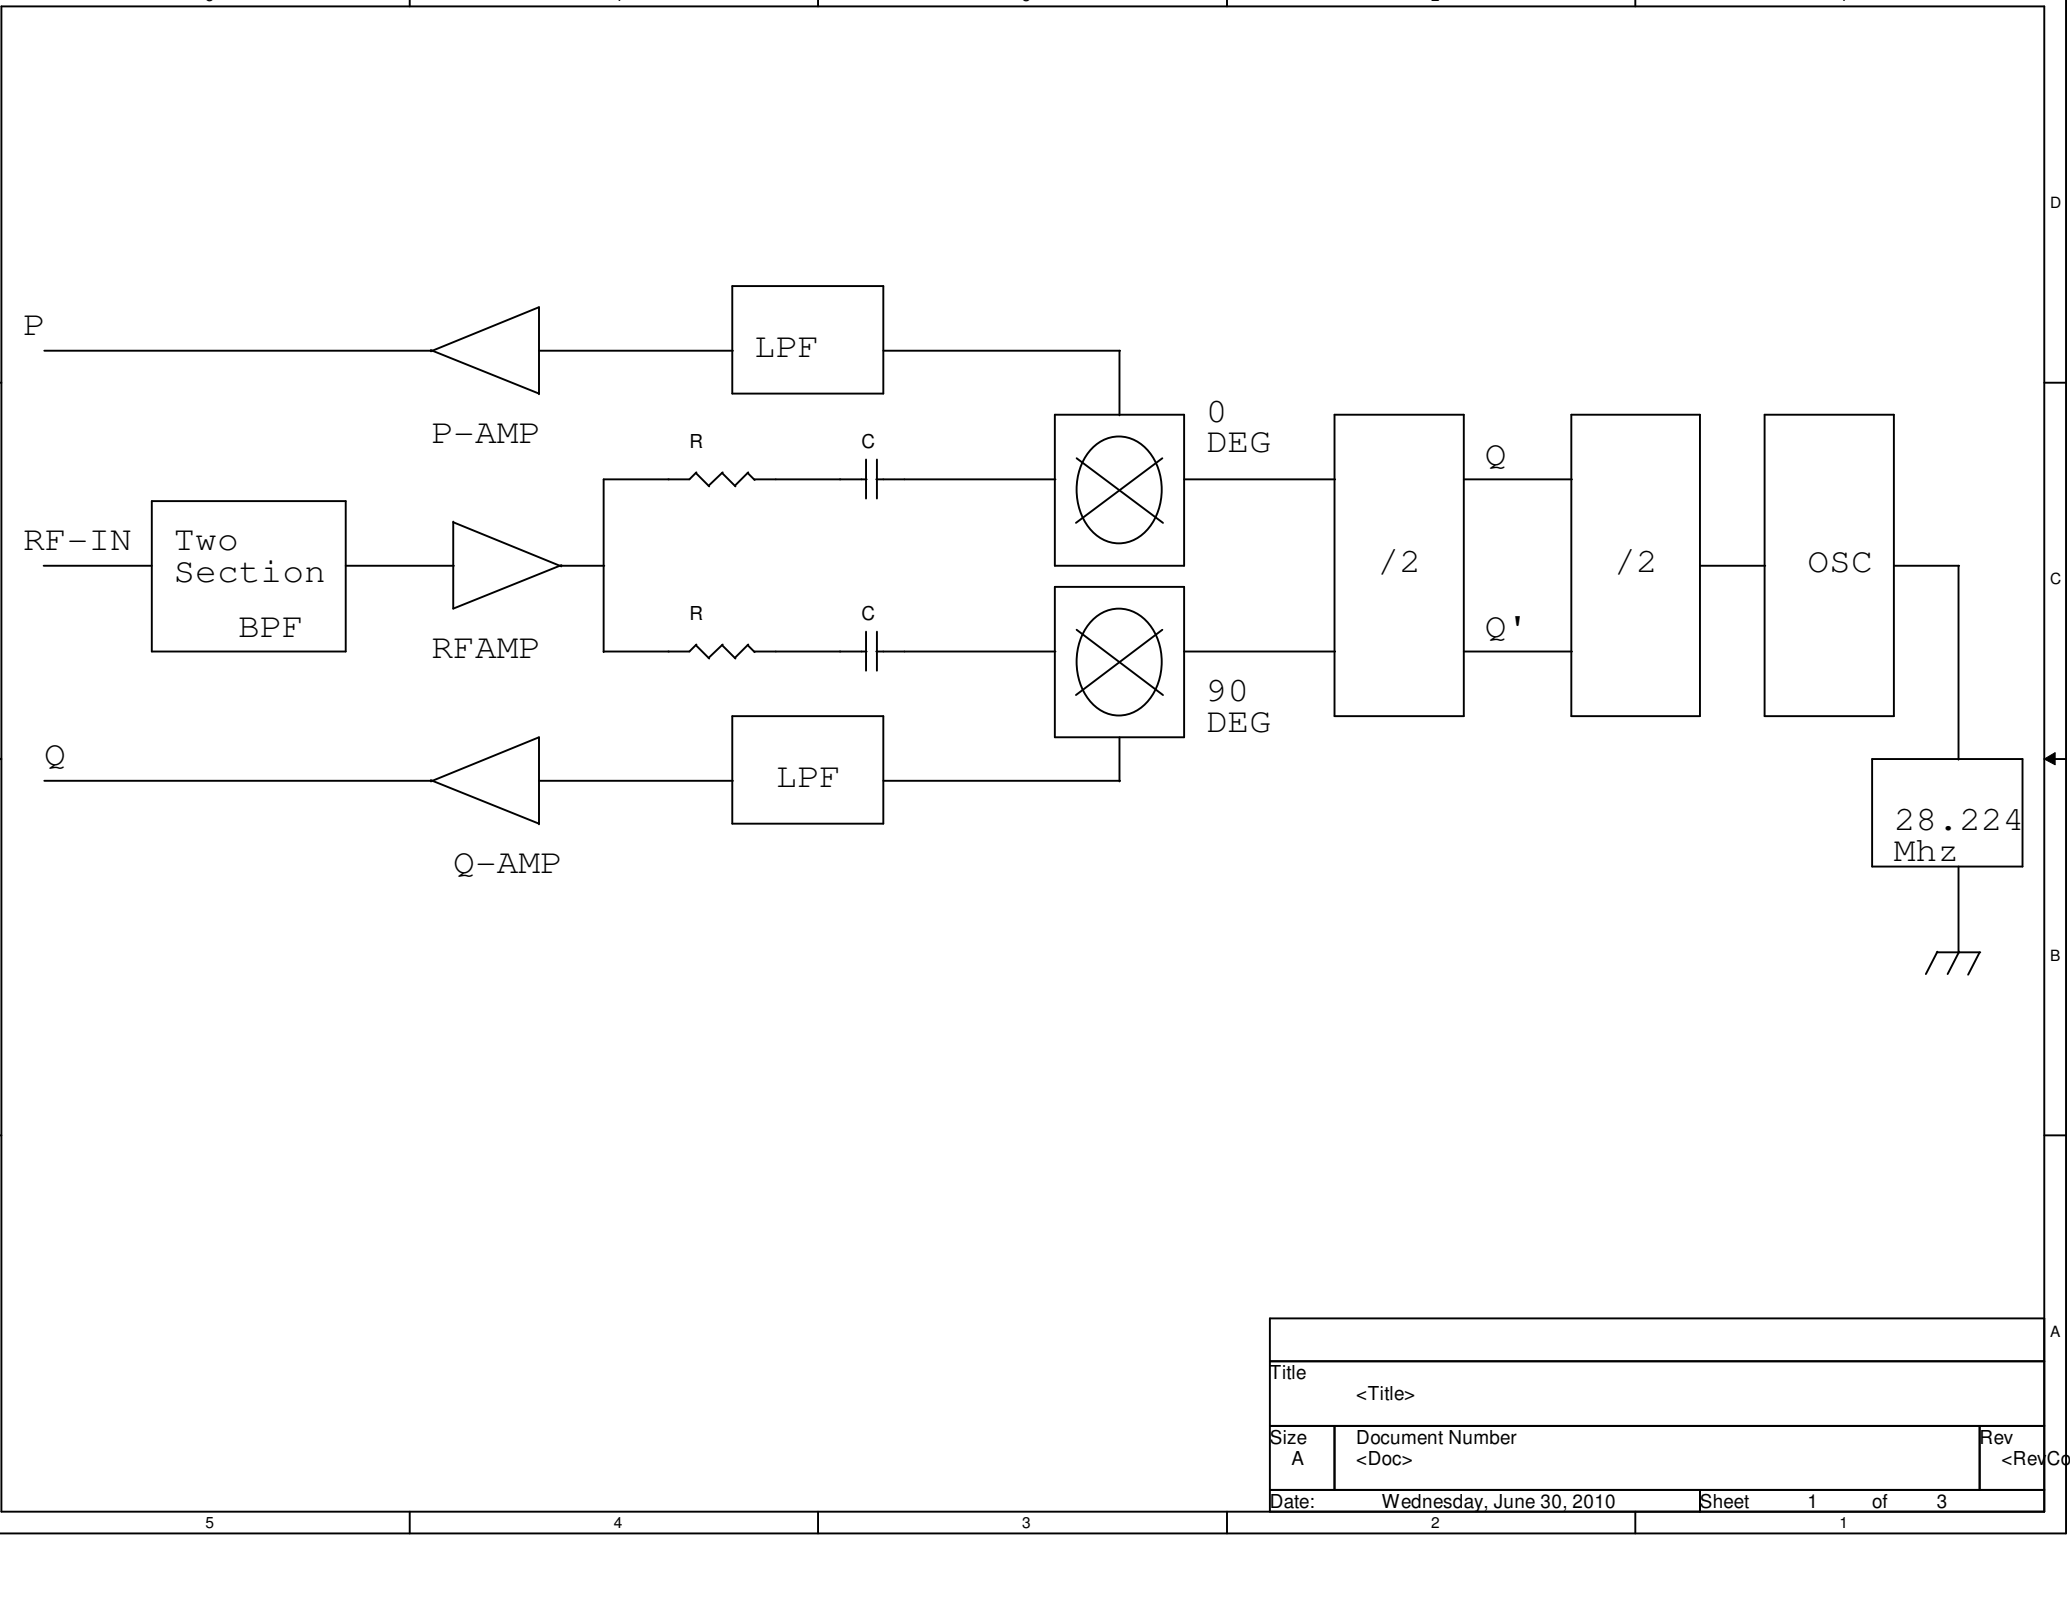 P
LPF
P-AMP
0
DEG
R
C
Q
RF-IN
Two
Section
BPF
RFAMP
/2
/2
OSC
R
C
Q'
90
DEG
Q
LPF
Q-AMP
28.224
Mhz
D
C
B
A
Title
<Title>
Size
A
Document Number
<Doc>
Rev
<RevCo
Date:
Wednesday, June 30, 2010
Sheet
1
of
3
5
4
3
2
1